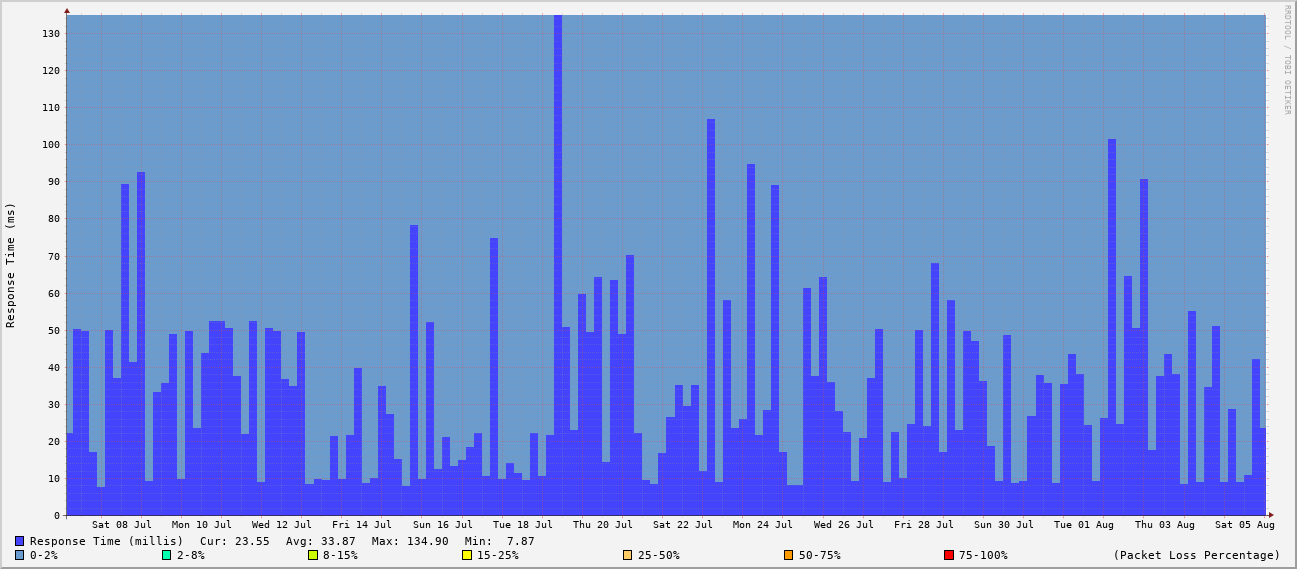 RRDTOOL / TOBI OETIKER
Response Time (ms)
130
120
110
100
90
80
70
60
50
40
30
20
10
0
Sat 08 Jul Mon 10 Jul Wed 12 Jul Fri 14 Jul Sun 16 Jul Tue 18 Jul Thu 20 Jul Sat 22 Jul Mon 24 Jul Wed 26 Jul Fri 28 Jul Sun 30 Jul Tue 01 Aug Thu 03 Aug Sat 05 Aug
Response Time (millis) Cur: 23.55 Avg: 33.87 Max: 134.90 Min: 7.87
0-2% 2-8% 8-15% 15-25% 25-50% 50-75% 75-100% (Packet Loss Percentage)